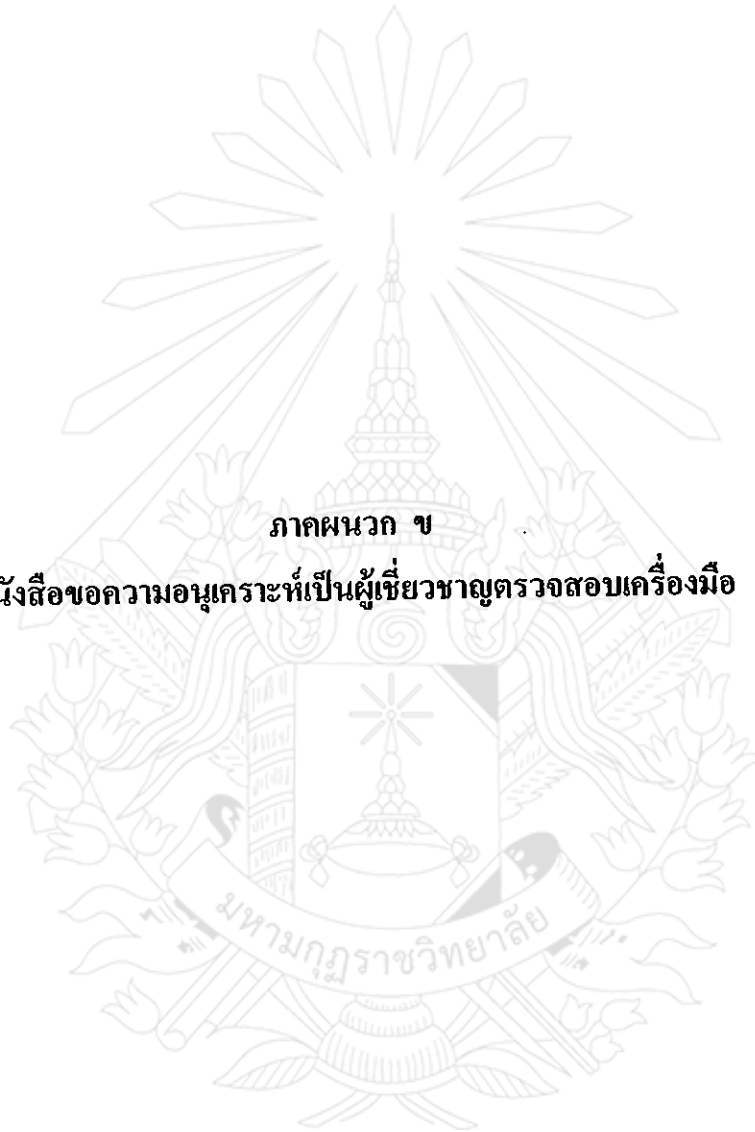 ภาคผนวก ข
นังสือขอความอนุเคราะห์เป็นผู้เชี่ยวชาญตรวจสอบเครื่องมือ
มหามกุฏราชวิทยาลัย